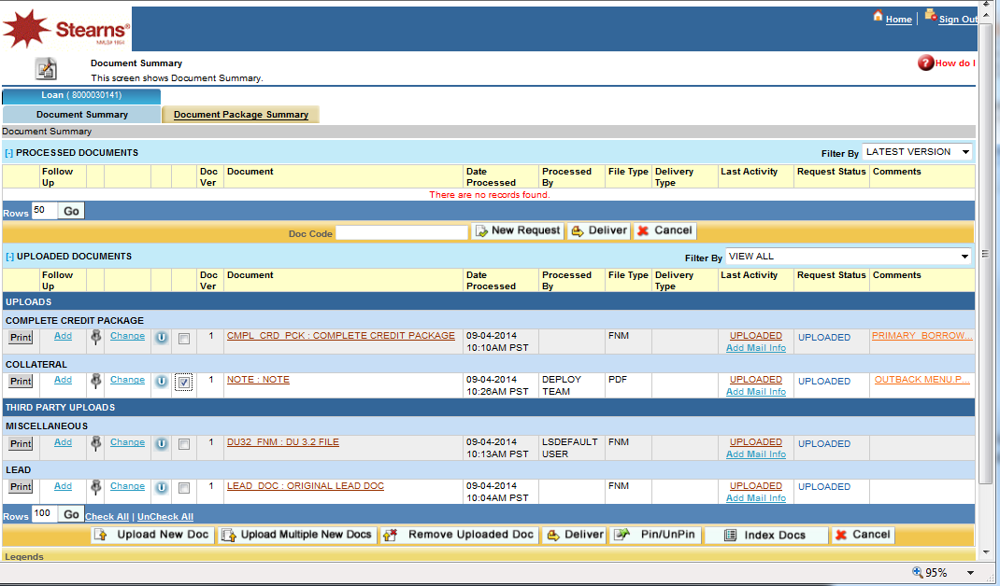 Home | Sign Out
Stearns®
Document Summary
This screen shows Document Summary.
? How do I
Loan ( 8000030141)
Document Summary Document Package Summary
Document Summary
[-] PROCESSED DOCUMENTS Filter By LATEST VERSION
Follow Up Doc Ver Document Date Processed Processed By File Type Delivery Type Last Activity Request Status Comments
There are no records found.
Rows 50 Go
Doc Code New Request Deliver Cancel
[-] UPLOADED DOCUMENTS Filter By VIEW ALL
Follow Up Doc Ver Document Date Processed Processed By File Type Delivery Type Last Activity Request Status Comments
UPLOADS
COMPLETE CREDIT PACKAGE
Print Add Change U 1 CMPL_CRD_PCK : COMPLETE CREDIT PACKAGE 09-04-2014 FNM UPLOADED UPLOADED PRIMARY_BORROW...
10:10AM PST Add Mail Info
COLLATERAL
Print Add Change U 1 NOTE : NOTE 09-04-2014 DEPLOY PDF UPLOADED UPLOADED OUTBACK MENU.P...
10:26AM PST TEAM Add Mail Info
THIRD PARTY UPLOADS
MISCELLANEOUS
Print Add Change U 1 DU32_FNM : DU 3.2 FILE 09-04-2014 LSDEFAULT FNM UPLOADED UPLOADED
10:13AM PST USER Add Mail Info
LEAD
Print Add Change U 1 LEAD_DOC : ORIGINAL LEAD DOC 09-04-2014 FNM UPLOADED UPLOADED
10:04AM PST Add Mail Info
Rows 100 Go Check All | UnCheck All
Upload New Doc Upload Multiple New Docs Remove Uploaded Doc Deliver Pin/UnPin Index Docs Cancel
Legends
95%